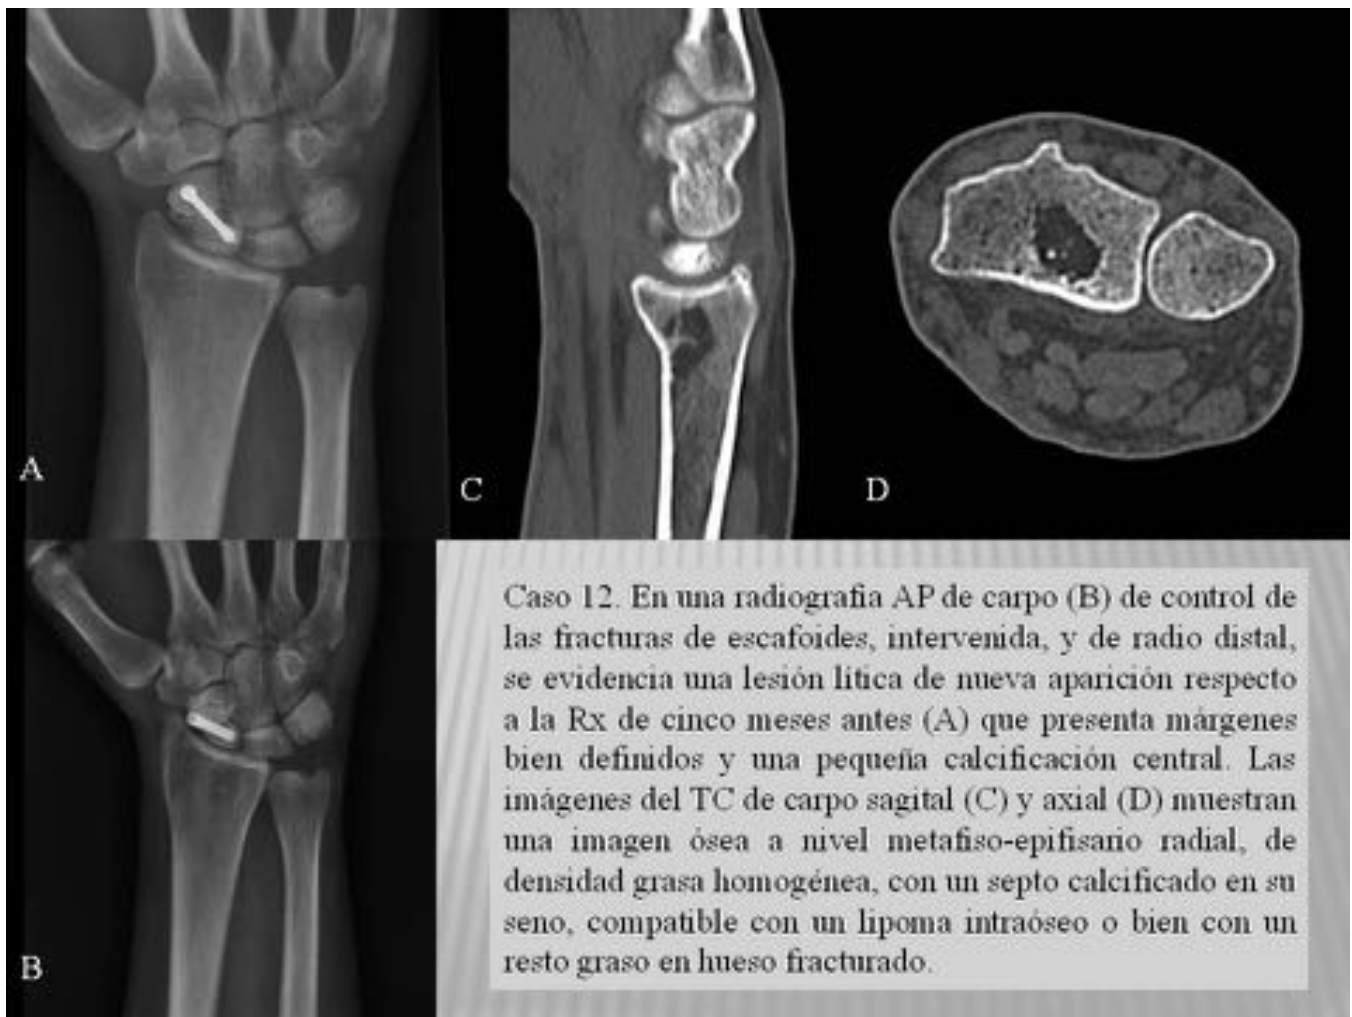 A
C
D
B
Caso 12. En una radiografia AP de carpo (B) de control de
las fracturas de escafoides, intervenida, y de radio distal,
se evidencia una lesión lítica de nueva aparición respecto
a la Rx de cinco meses antes (A) que presenta márgenes
bien definidos y una pequeña calcificación central. Las
imágenes del TC de carpo sagital (C) y axial (D) muestran
una imagen ósea a nivel metafiso-epifisario radial, de
densidad grasa homogénea, con un septo calcificado en su
seno, compatible con un lipoma intraóseo o bien con un
resto graso en hueso fracturado.